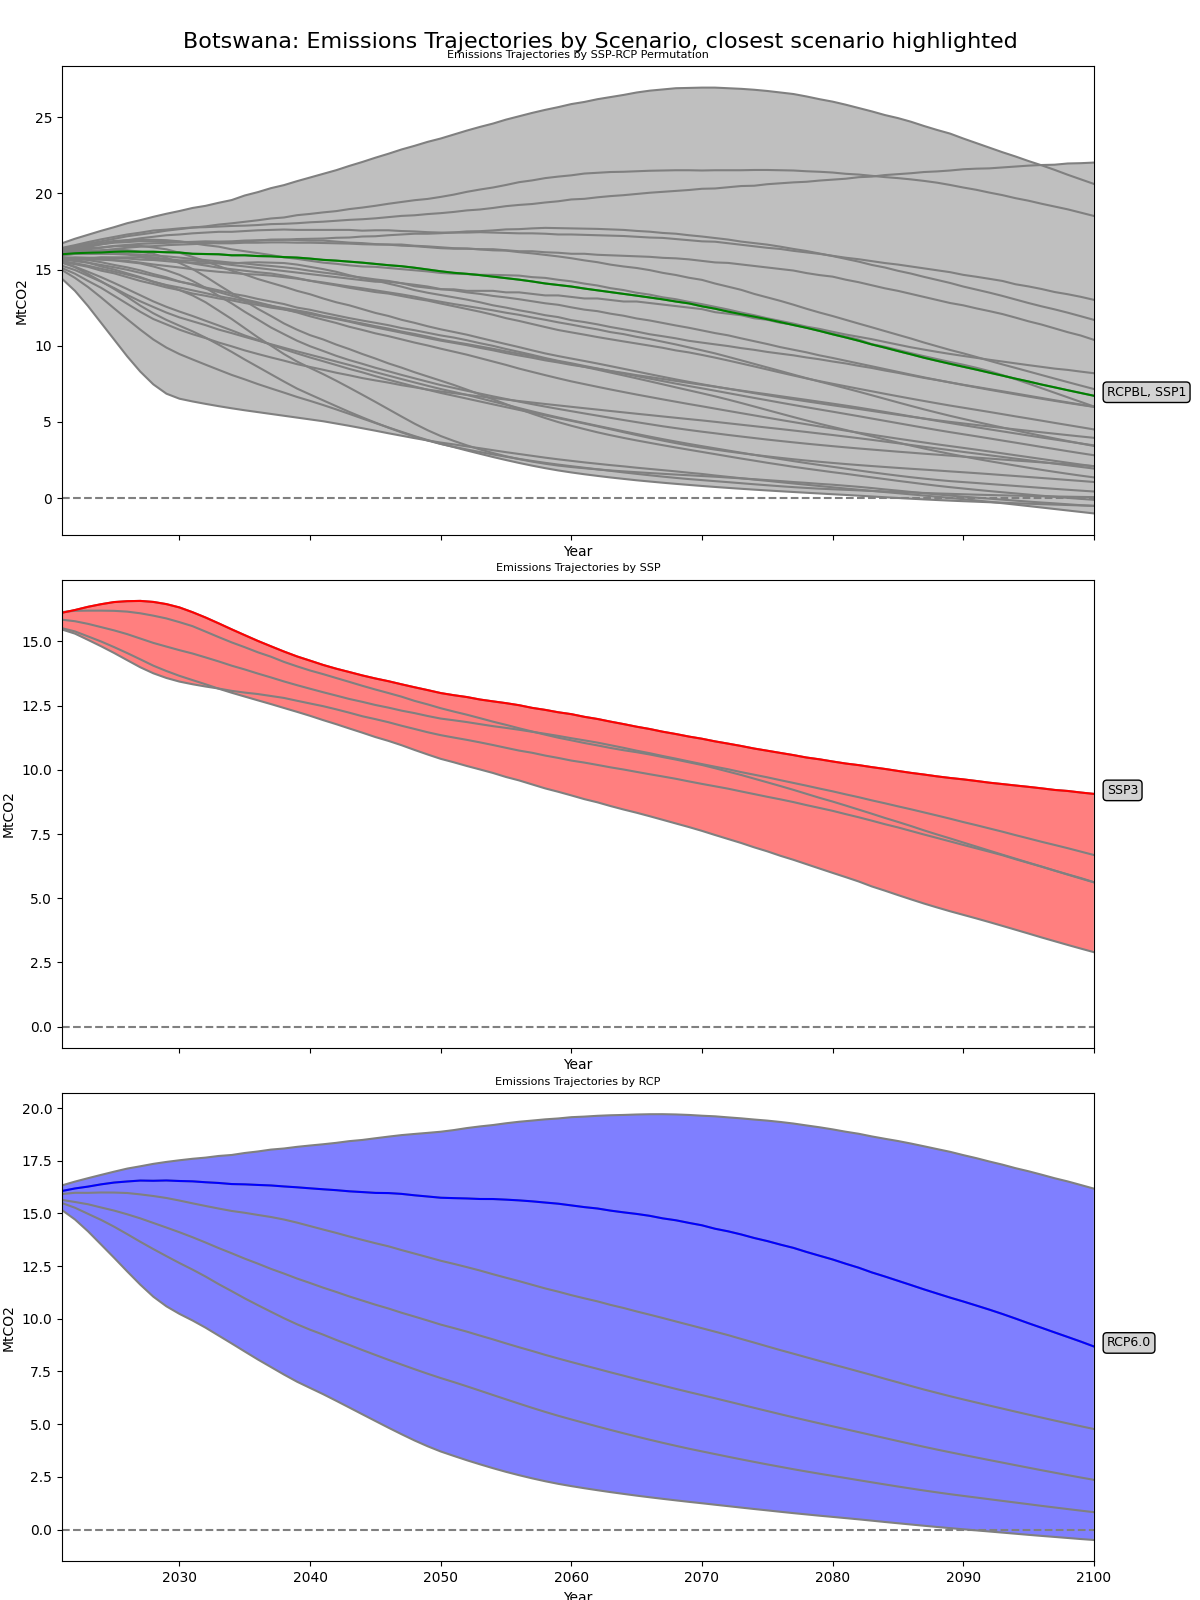 Botswana: Emissions Trajectories by Scenario, closest scenario highlighted
Emissions Trajectories by SSP-RCP Permutation
25
20
15
10
5
0
MtCO2
RCPBL, SSP1
Year
Emissions Trajectories by SSP
15.0
12.5
10.0
7.5
5.0
2.5
0.0
MtCO2
SSP3
Year
Emissions Trajectories by RCP
20.0
17.5
15.0
12.5
10.0
7.5
5.0
2.5
0.0
MtCO2
RCP6.0
2030 2040 2050 2060 2070 2080 2090 2100
Year